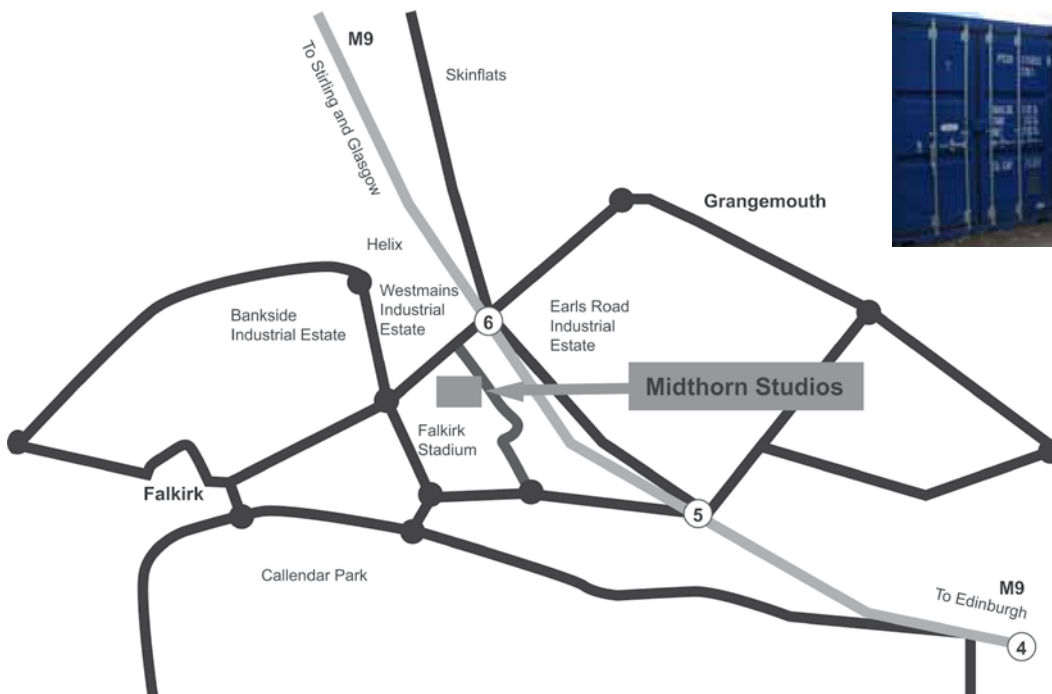 M9
To Stirling and Glasgow
Skinflats
Grangemouth
Helix
Westmains
Industrial
Estate
Bankside
Industrial Estate
6
Earls Road
Industrial
Estate
Midthorn Studios
Falkirk
Stadium
Falkirk
5
Callendar Park
M9
To Edinburgh
4